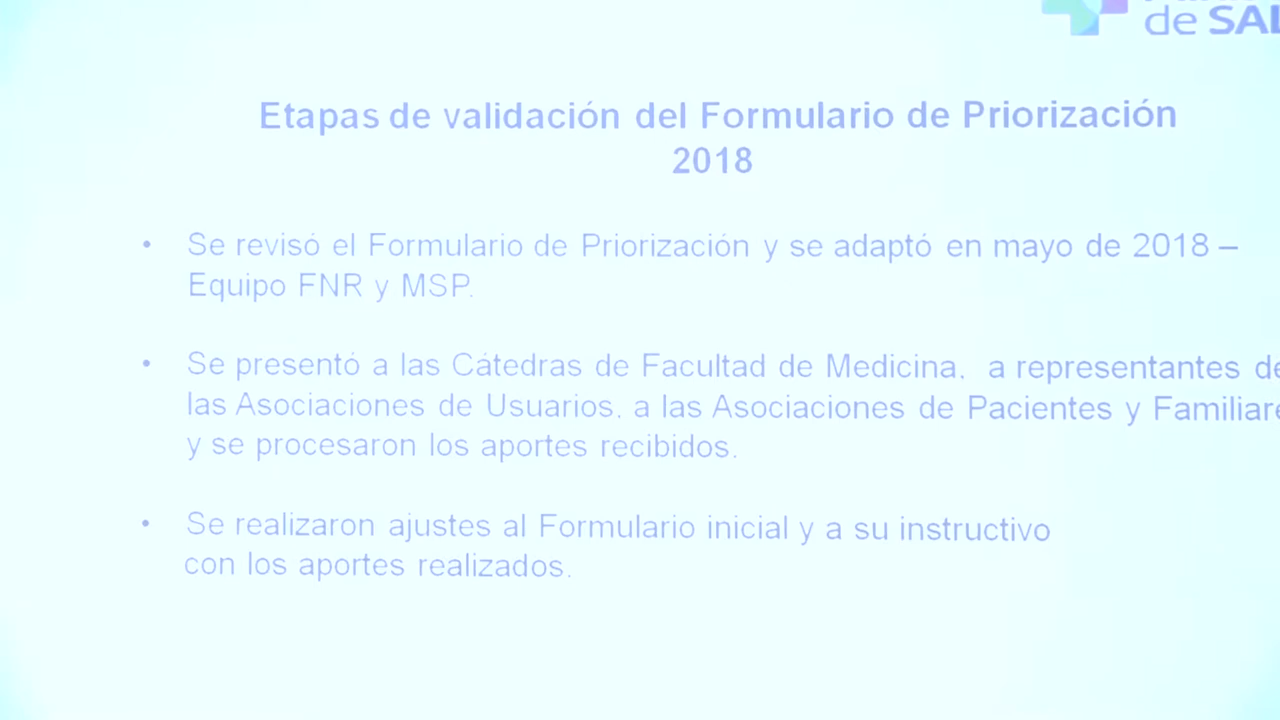 de SAL
Etapas de validación del Formulario de Priorización
2018
• Se revisó el Formulario de Priorización y se adaptó en mayo de 2018 –
Equipo FNR y MSP.
• Se presentó a las Cátedras de Facultad de Medicina, a representantes de
las Asociaciones de Usuarios, a las Asociaciones de Pacientes y Familiare
y se procesaron los aportes recibidos.
• Se realizaron ajustes al Formulario inicial y a su instructivo
con los aportes realizados.